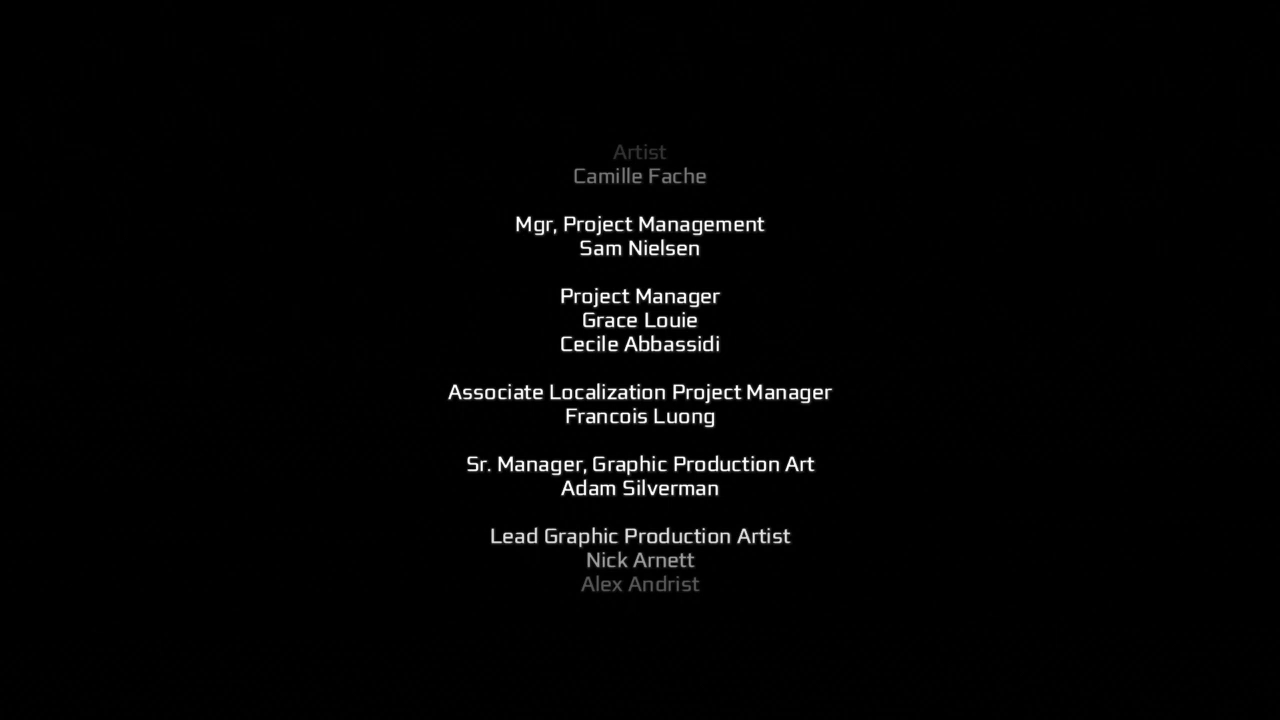 Artist
Camille Fache
Mgr, Project Management
Sam Nielsen
Project Manager
Grace Louie
Cecile Abbassidi
Associate Localization Project Manager
Francois Luong
Sr. Manager, Graphic Production Art
Adam Silverman
Lead Graphic Production Artist
Nick Arnett
Alex Andrist